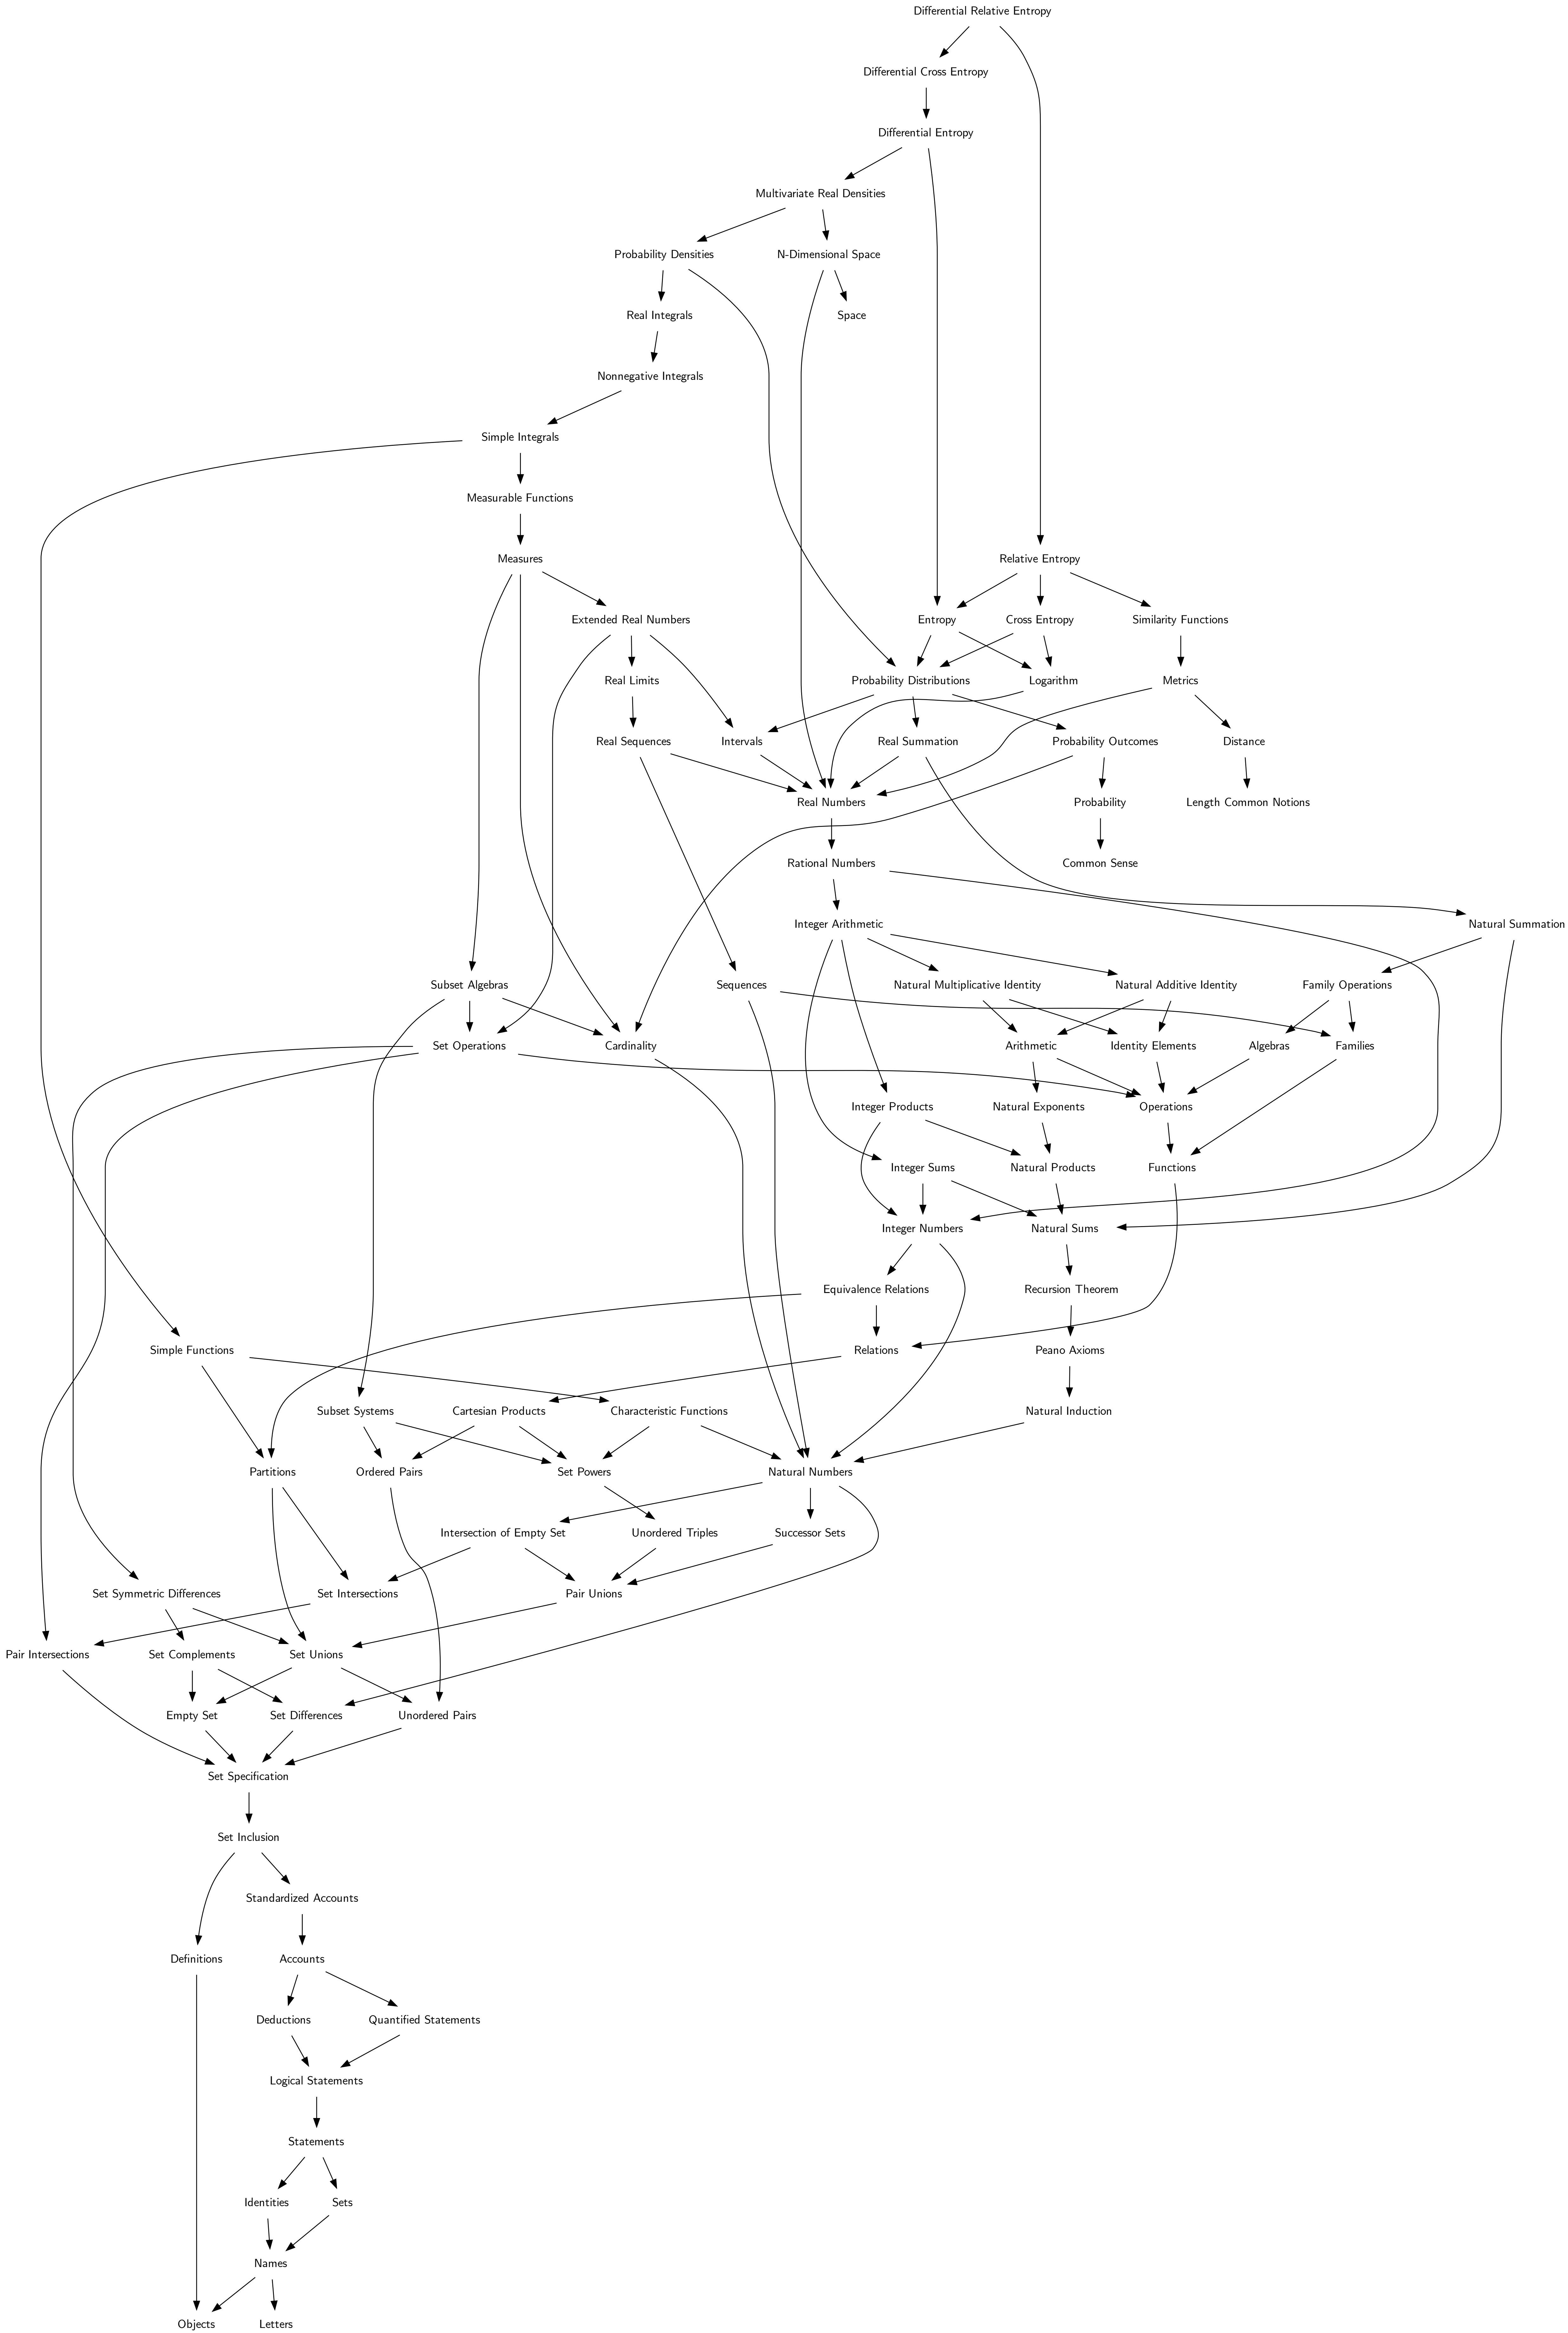 Differential Relative Entropy
Differential Cross Entropy
Differential Entropy
Multivariate Real Densities
Probability Densities
N-Dimensional Space
Real Integrals
Space
Nonnegative Integrals
Simple Integrals
Measurable Functions
Measures
Relative Entropy
Extended Real Numbers
Entropy
Cross Entropy
Similarity Functions
Real Limits
Probability Distributions
Logarithm
Metrics
Real Sequences
Intervals
Real Summation
Probability Outcomes
Distance
Real Numbers
Probability
Length Common Notions
Rational Numbers
Common Sense
Integer Arithmetic
Natural Summation
Subset Algebras
Sequences
Natural Multiplicative Identity
Natural Additive Identity
Family Operations
Set Operations
Cardinality
Arithmetic
Identity Elements
Algebras
Families
Integer Products
Natural Exponents
Operations
Integer Sums
Natural Products
Functions
Integer Numbers
Natural Sums
Equivalence Relations
Recursion Theorem
Simple Functions
Relations
Peano Axioms
Subset Systems
Cartesian Products
Characteristic Functions
Natural Induction
Partitions
Ordered Pairs
Set Powers
Natural Numbers
Intersection of Empty Set
Unordered Triples
Successor Sets
Set Symmetric Differences
Set Intersections
Pair Unions
Pair Intersections
Set Complements
Set Unions
Empty Set
Set Differences
Unordered Pairs
Set Specification
Set Inclusion
Standardized Accounts
Definitions
Accounts
Deductions
Quantified Statements
Logical Statements
Statements
Identities
Sets
Names
Objects
Letters